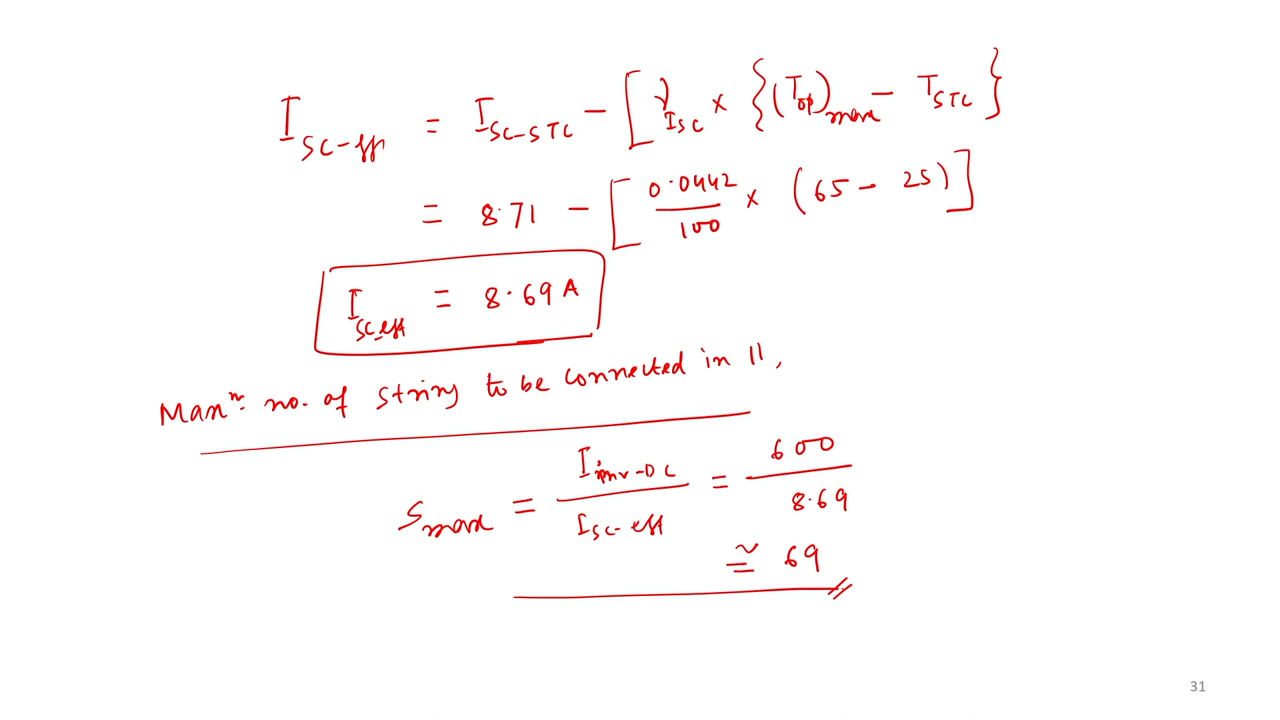 I_SC-eff = I_SC-STC - [γ_ISC × {(T_op)_max - T_STC}
= 8.71 - [0.0442/100 × (65 - 25)]
I_SC,eff = 8.69 A
Maxᵐ no. of string to be connected in ||,
S_max = I_inv-DC / I_SC-eff = 600 / 8.69
≅ 69
31